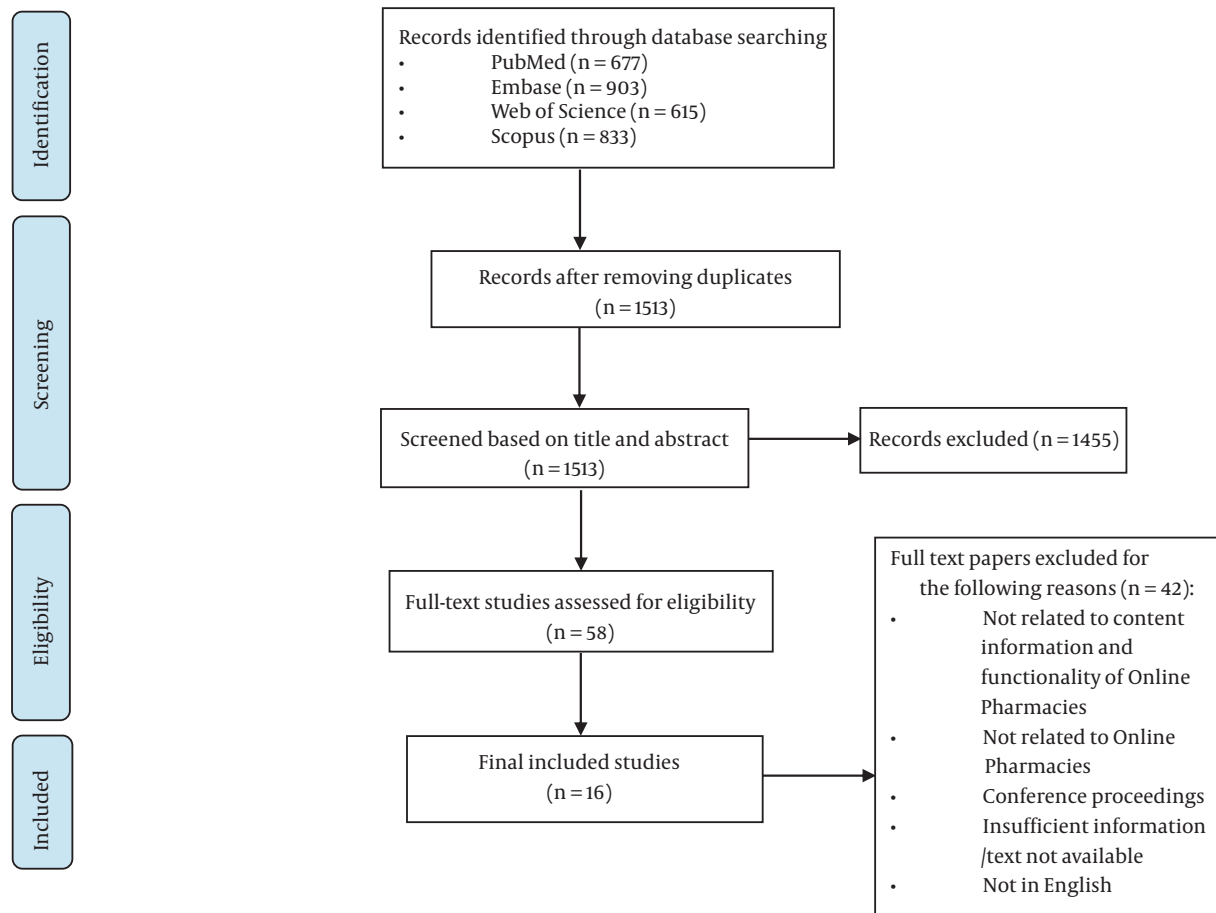 Identification
Records identified through database searching
• PubMed (n = 677)
• Embase (n = 903)
• Web of Science (n = 615)
• Scopus (n = 833)
Screening
Records after removing duplicates
(n = 1513)
Screened based on title and abstract
(n = 1513)
Records excluded (n = 1455)
Eligibility
Full-text studies assessed for eligibility
(n = 58)
Full text papers excluded for
the following reasons (n = 42):
• Not related to content
information and
functionality of Online
Pharmacies
• Not related to Online
Pharmacies
• Conference proceedings
• Insufficient information
/text not available
• Not in English
Included
Final included studies
(n = 16)